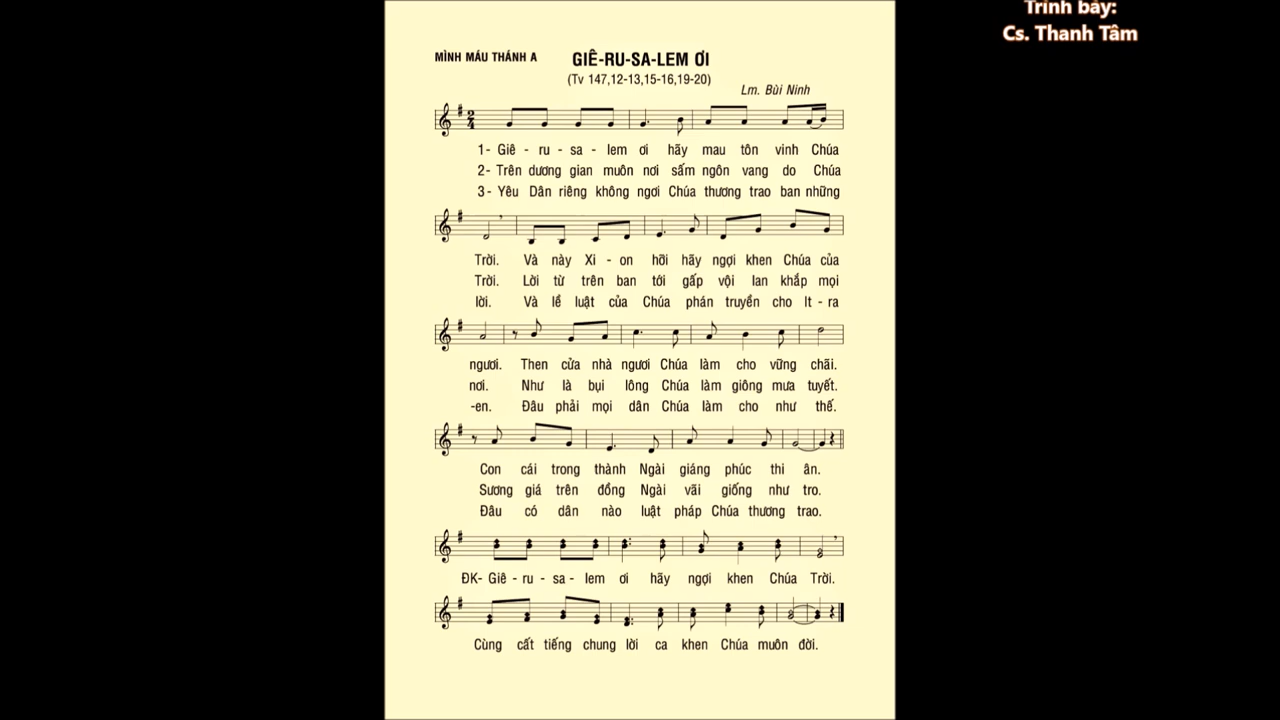 Trình bày:
Cs. Thanh Tâm
MÌNH MÁU THÁNH A
GIÊ-RU-SA-LEM ƠI
(Tv 147,12-13,15-16,19-20)
Lm. Bùi Ninh
1- Giê - ru - sa - lem ơi hãy mau tôn vinh Chúa
2- Trên dương gian muôn nơi sấm ngôn vang do Chúa
3- Yêu Dân riêng không ngơi Chúa thương trao ban những
Trời. Và này Xi - on hỡi hãy ngợi khen Chúa của
Trời. Lời từ trên ban tới gấp vội lan khắp mọi
lời. Và lề luật của Chúa phán truyền cho It - ra
ngươi. Then cửa nhà ngươi Chúa làm cho vững chãi.
nơi. Như là bụi lông Chúa làm giông mưa tuyết.
-en. Đâu phải mọi dân Chúa làm cho như thế.
Con cái trong thành Ngài giáng phúc thi ân.
Sương giá trên đồng Ngài vãi giống như tro.
Đâu có dân nào luật pháp Chúa thương trao.
ĐK- Giê - ru - sa - lem ơi hãy ngợi khen Chúa Trời.
Cùng cất tiếng chung lời ca khen Chúa muôn đời.